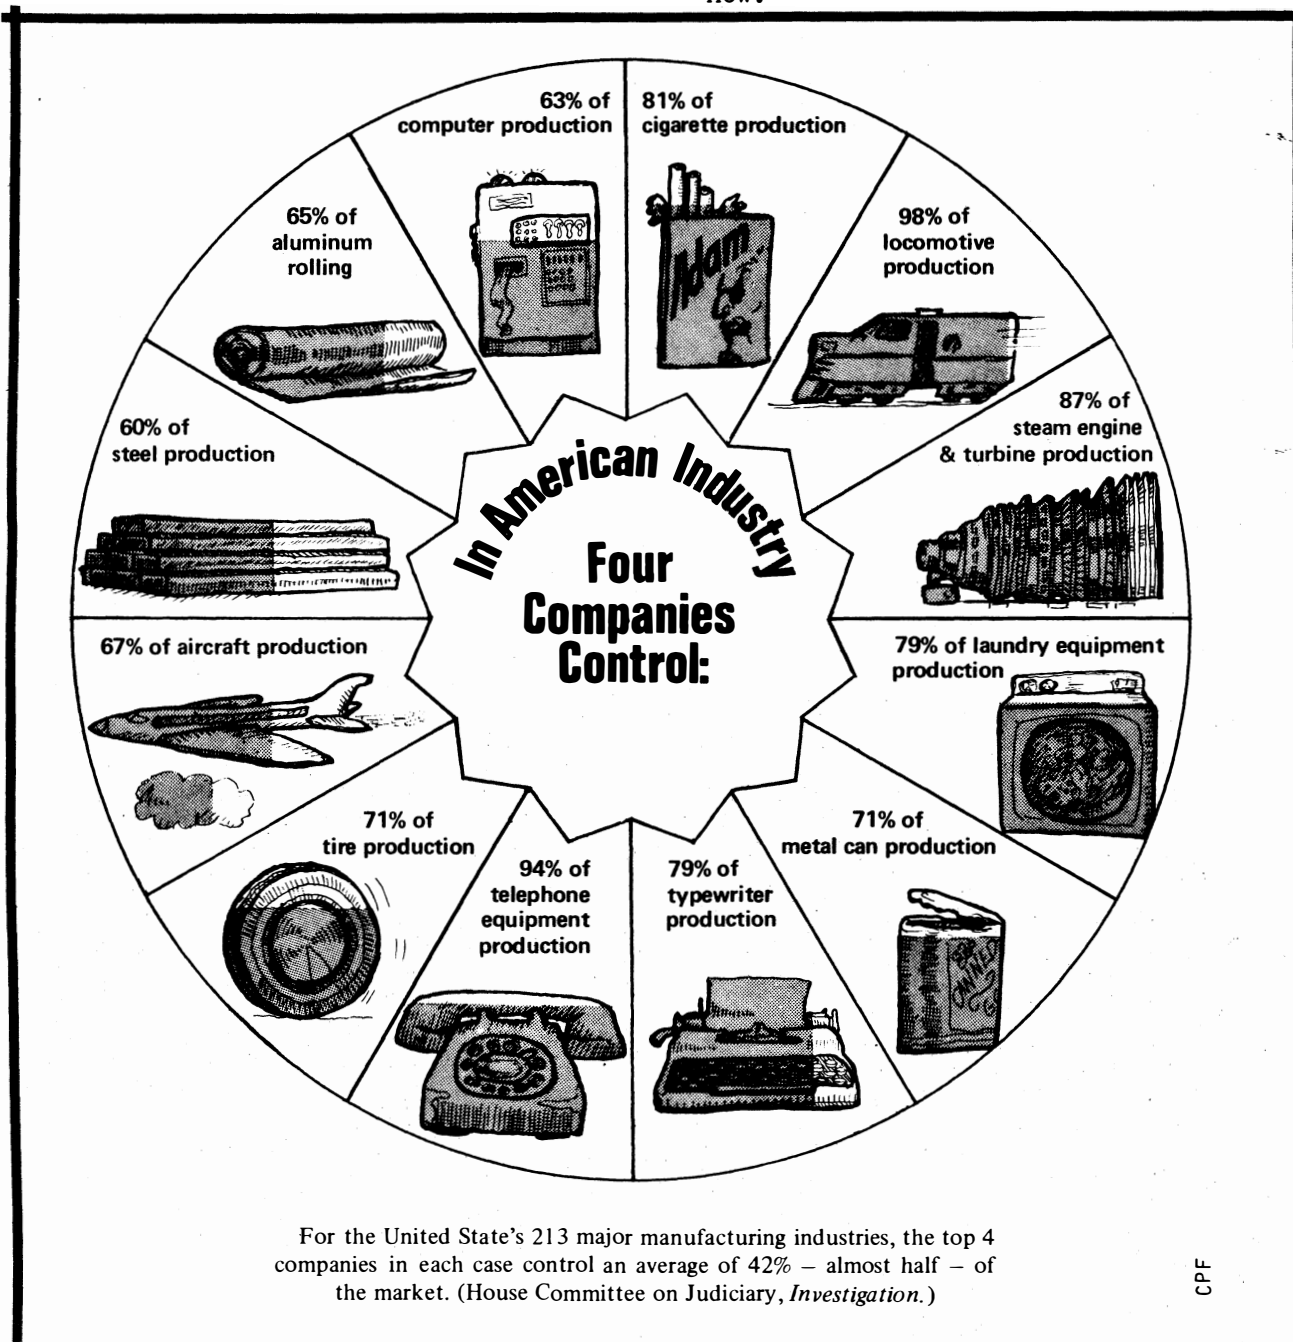 In American Industry
Four
Companies
Control:
81% of
cigarette production
Adam
98% of
locomotive
production
87% of
steam engine
& turbine production
79% of laundry equipment
production
71% of
metal can production
CANNED
79% of
typewriter
production
94% of
telephone
equipment
production
71% of
tire production
67% of aircraft production
60% of
steel production
65% of
aluminum
rolling
63% of
computer production
For the United State's 213 major manufacturing industries, the top 4
companies in each case control an average of 42% – almost half – of
the market. (House Committee on Judiciary, Investigation.)
CPF